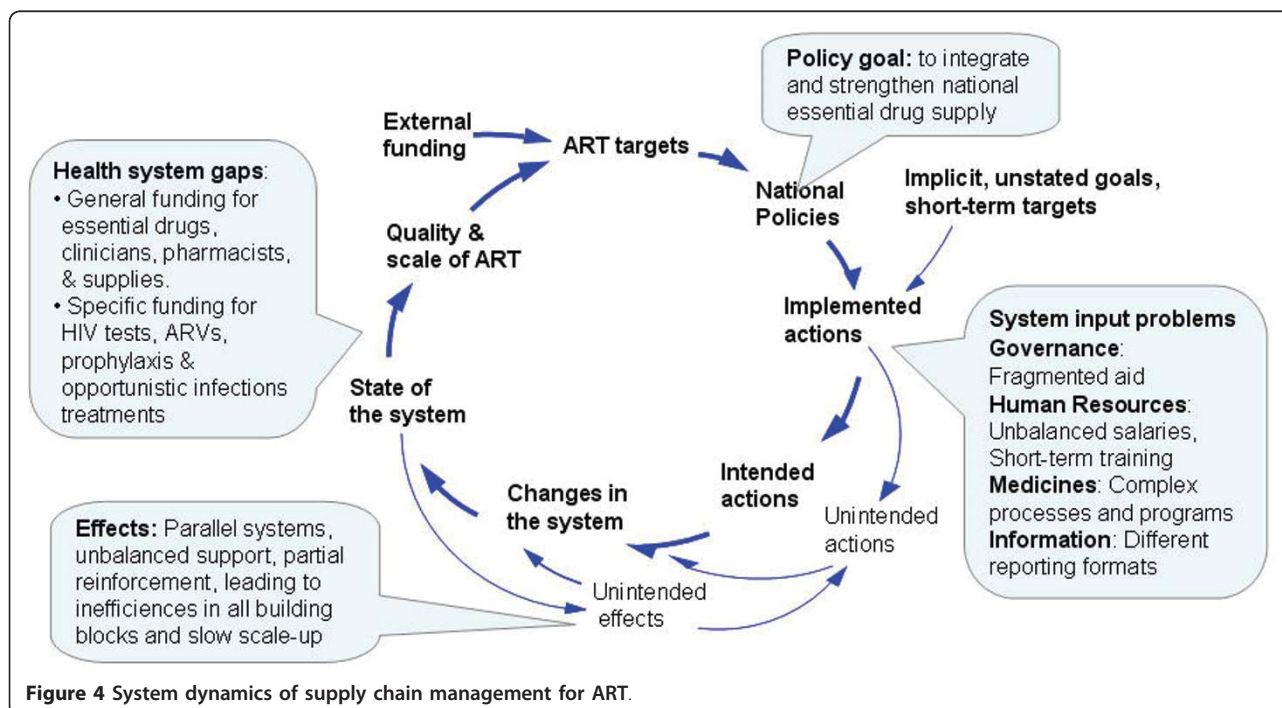 Policy goal: to integrate
and strengthen national
essential drug supply
External
funding
ART targets
National
Policies
Implicit, unstated goals,
short-term targets
Health system gaps:
• General funding for
essential drugs,
clinicians, pharmacists,
& supplies.
• Specific funding for
HIV tests, ARVs,
prophylaxis &
opportunistic infections
treatments
Quality &
scale of ART
Implemented
actions
System input problems
Governance:
Fragmented aid
Human Resources:
Unbalanced salaries,
Short-term training
Medicines: Complex
processes and programs
Information: Different
reporting formats
State of
the system
Intended
actions
Changes in
the system
Unintended
actions
Effects: Parallel systems,
unbalanced support, partial
reinforcement, leading to
inefficiences in all building
blocks and slow scale-up
Unintended
effects
Figure 4 System dynamics of supply chain management for ART.